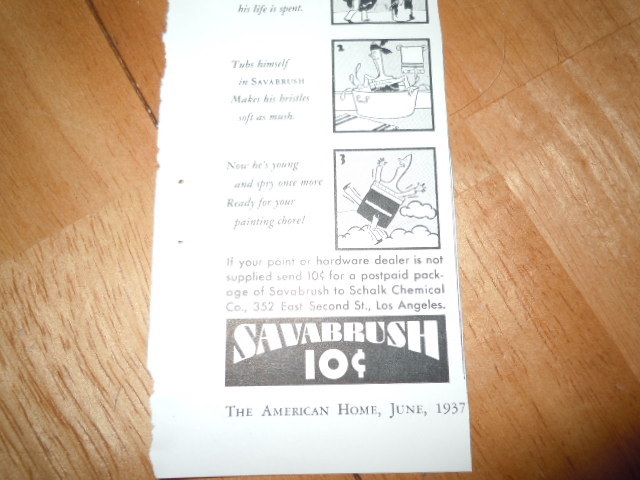 his life is spent.
2
Tubs himself
in SAVABRUSH
Makes his bristles
soft as mush.
3
Now he's young
and spry once more
Ready for your
painting chore!
If your paint or hardware dealer is not
supplied send 10¢ for a postpaid pack-
age of Savabrush to Schalk Chemical
Co., 352 East Second St., Los Angeles.
SAVABRUSH
10¢
THE AMERICAN HOME, JUNE, 1937